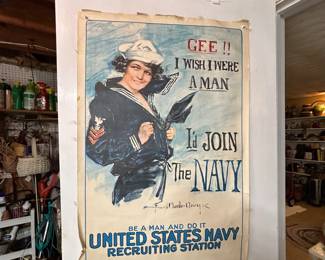 GEE !!
I WISH I WERE
A MAN
I'd JOIN
The NAVY
BE A MAN AND DO IT
UNITED STATES NAVY
RECRUITING STATION